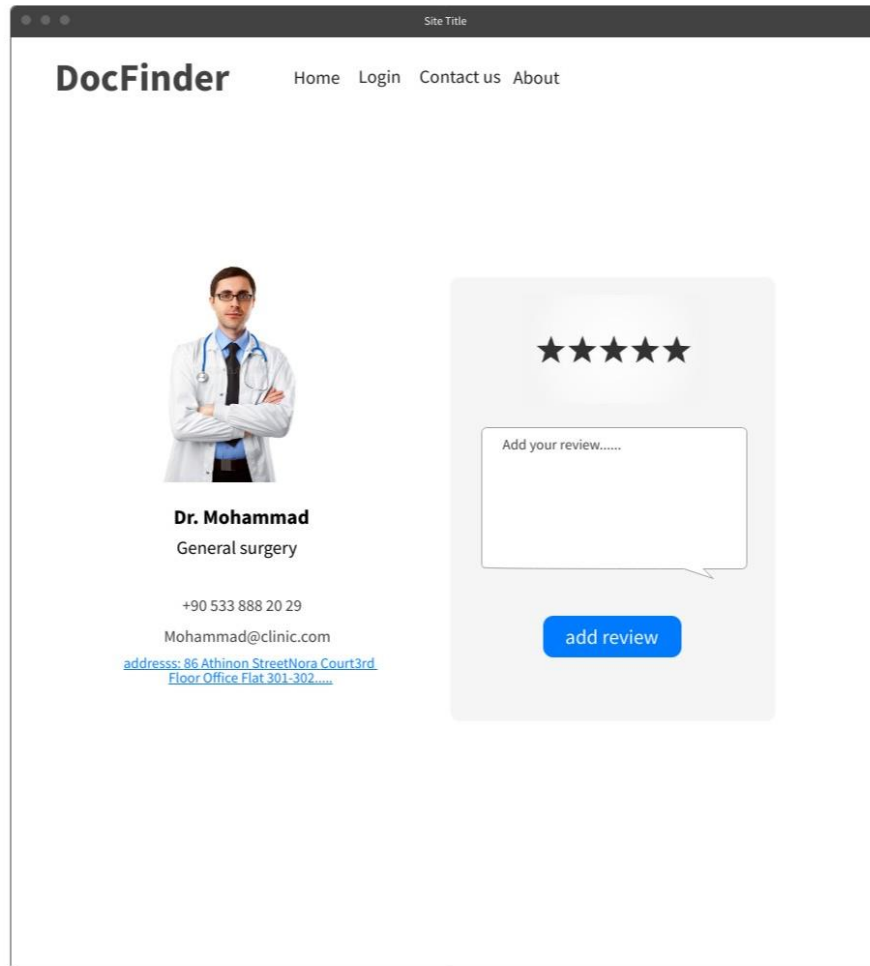 Site Title
DocFinder
Home Login Contact us About
Dr. Mohammad
General surgery
+90 533 888 20 29
Mohammad@clinic.com
addresss: 86 Athinon StreetNora Court3rd
Floor Office Flat 301-302.....
Add your review......
add review